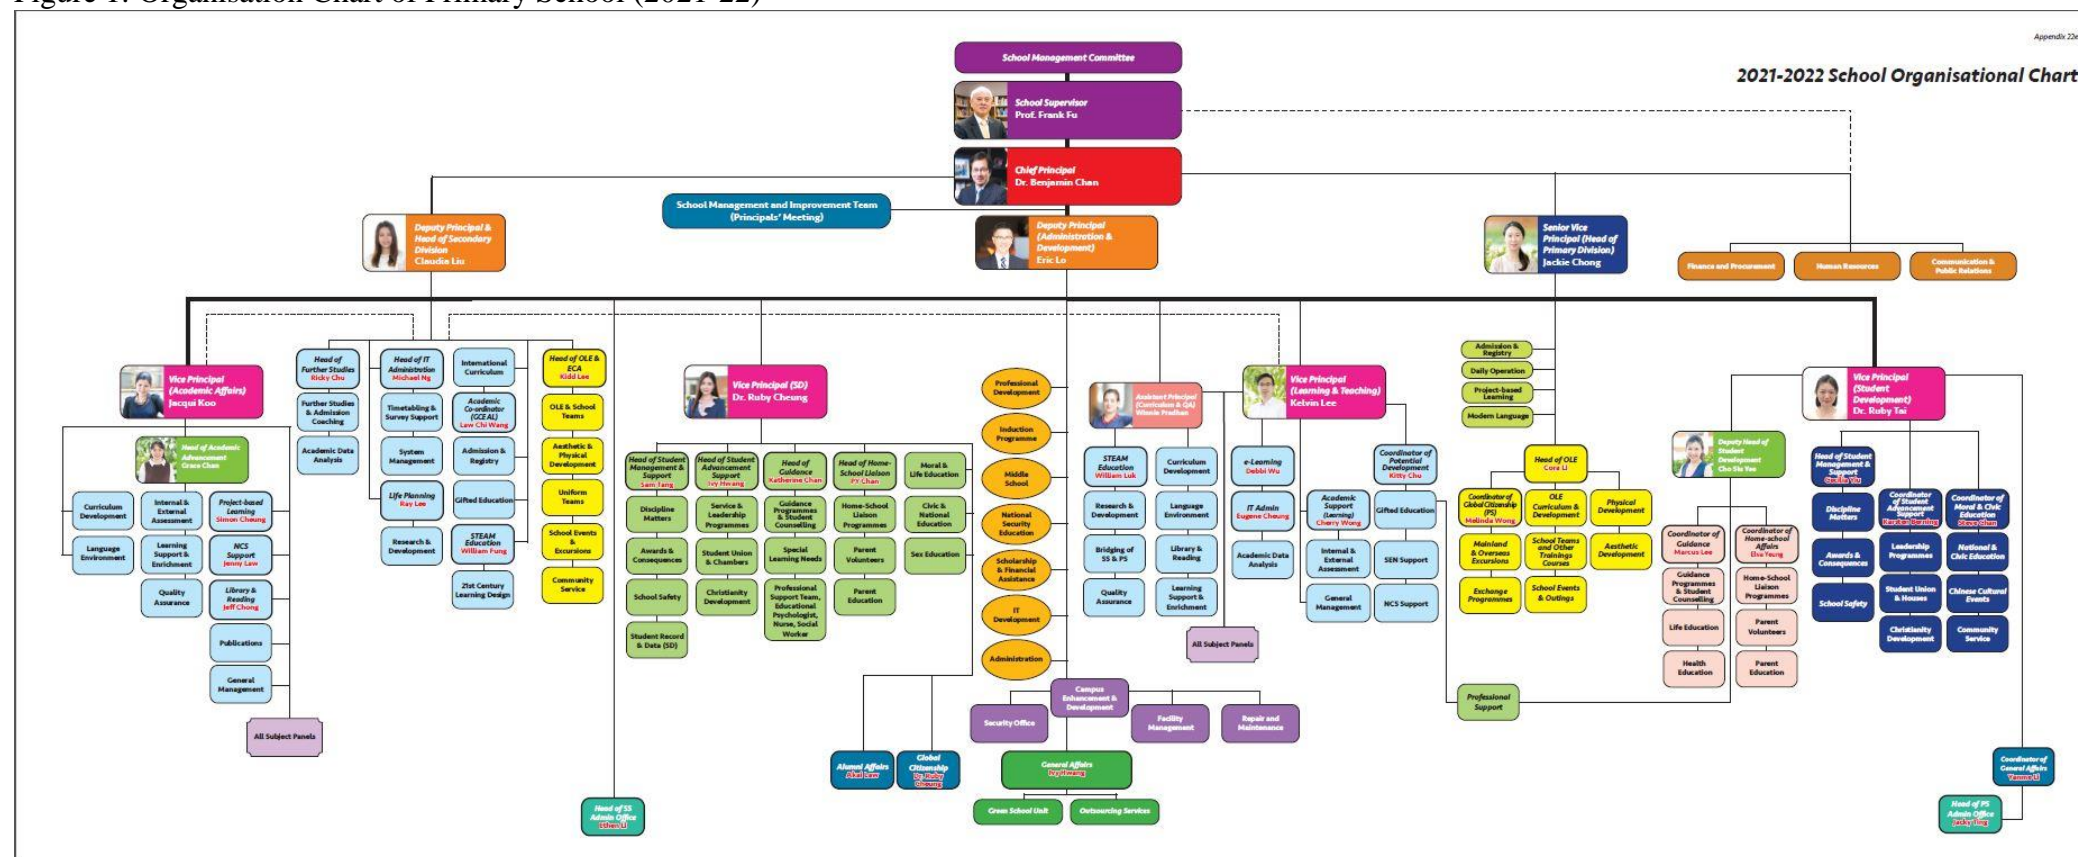 Figure 1: Organisation Chart of Primary School (2021-22)
Appendix 22e
2021-2022 School Organisational Chart
School Management Committee
School Supervisor
Prof. Frank Fu
Chief Principal
Dr. Benjamin Chan
School Management and Improvement Team
(Principals' Meeting)
Deputy Principal &
Head of Secondary
Division
Claudia Liu
Deputy Principal
(Administration &
Development)
Eric Lo
Senior Vice
Principal (Head of
Primary Division)
Jackie Chong
Finance and Procurement
Human Resources
Communication &
Public Relations
Vice Principal
(Academic Affairs)
Jacqui Koo
Head of Academic
Advancement
Grace Chan
Curriculum
Development
Language
Environment
Internal &
External
Assessment
Learning
Support &
Enrichment
Quality
Assurance
Project-based
Learning
Simon Cheung
NCS
Support
Jenny Law
Library &
Reading
Jeff Chong
Publications
General
Management
All Subject Panels
Head of
Further Studies
Ricky Chu
Further Studies
& Admission
Coaching
Academic Data
Analysis
Head of IT
Administration
Michael Ng
Timetabling &
Survey Support
System
Management
Life Planning
Ray Lee
Research &
Development
International
Curriculum
Academic
Co-ordinator
(GCE AL)
Law Chi Wang
Admission &
Registry
Gifted Education
STEAM
Education
William Fung
21st Century
Learning Design
Head of OLE &
ECA
Kidd Lee
OLE & School
Teams
Aesthetic &
Physical
Development
Uniform
Teams
School Events
&
Excursions
Community
Service
Head of SS
Admin Office
Ethen Li
Vice Principal (SD)
Dr. Ruby Cheung
Head of Student
Management &
Support
Sam Tang
Discipline
Matters
Awards &
Consequences
School Safety
Student Record
& Data (SD)
Head of Student
Advancement
Support
Ivy Hwang
Service &
Leadership
Programmes
Student Union
& Chambers
Christianity
Development
Head of
Guidance
Katherine Chan
Guidance
Programmes
& Student
Counselling
Special
Learning Needs
Professional
Support Team,
Educational
Psychologist,
Nurse, Social
Worker
Head of Home-
School Liaison
PY Chan
Home-School
Liaison
Programmes
Parent
Volunteers
Parent
Education
Moral &
Life Education
Civic &
National
Education
Sex Education
Alumni Affairs
Akai Law
Global
Citizenship
Dr. Ruby
Cheung
Professional
Development
Induction
Programme
Middle
School
National
Security
Education
Scholarship
& Financial
Assistance
IT
Development
Administration
Campus
Enhancement &
Development
Security Office
Facility
Management
Repair and
Maintenance
General Affairs
Ivy Hwang
Green School Unit
Outsourcing Services
Assistant Principal
(Curriculum & QA)
Winnie Pradhan
STEAM
Education
William Luk
Research &
Development
Bridging of
SS & PS
Quality
Assurance
Curriculum
Development
Language
Environment
Library &
Reading
Learning
Support &
Enrichment
All Subject Panels
Vice Principal
(Learning & Teaching)
Kelvin Lee
e-Learning
Debbi Wu
IT Admin
Eugene Cheung
Academic Data
Analysis
Academic
Support
(Learning)
Cherry Wong
Internal &
External
Assessment
General
Management
Coordinator of
Potential
Development
Kitty Chu
Gifted Education
SEN Support
NCS Support
Admission &
Registry
Daily Operation
Project-based
Learning
Modern Language
Head of OLE
Cora Li
Coordinator of
Global Citizenship
(PS)
Melinda Wong
Mainland
& Overseas
Excursions
Exchange
Programmes
OLE
Curriculum &
Development
School Teams
and Other
Trainings
Courses
School Events
& Outings
Physical
Development
Aesthetic
Development
Professional
Support
Deputy Head of
Student
Development
Cho Siu Yee
Coordinator of
Guidance
Marcus Lee
Guidance
Programmes
& Student
Counselling
Life Education
Health
Education
Coordinator of
Home-school
Affairs
Elva Yeung
Home-School
Liaison
Programmes
Parent
Volunteers
Parent
Education
Vice Principal
(Student
Development)
Dr. Ruby Tai
Head of Student
Management &
Support
Cecilia Yiu
Discipline
Matters
Awards &
Consequences
School Safety
Coordinator
of Student
Advancement
Support
Karsten Berning
Leadership
Programmes
Student Union
& Houses
Christianity
Development
Coordinator of
Moral & Civic
Education
Steve Chan
National &
Civic Education
Chinese Cultural
Events
Community
Service
Coordinator of
General Affairs
Yanme Li
Head of PS
Admin Office
Jacky Ting